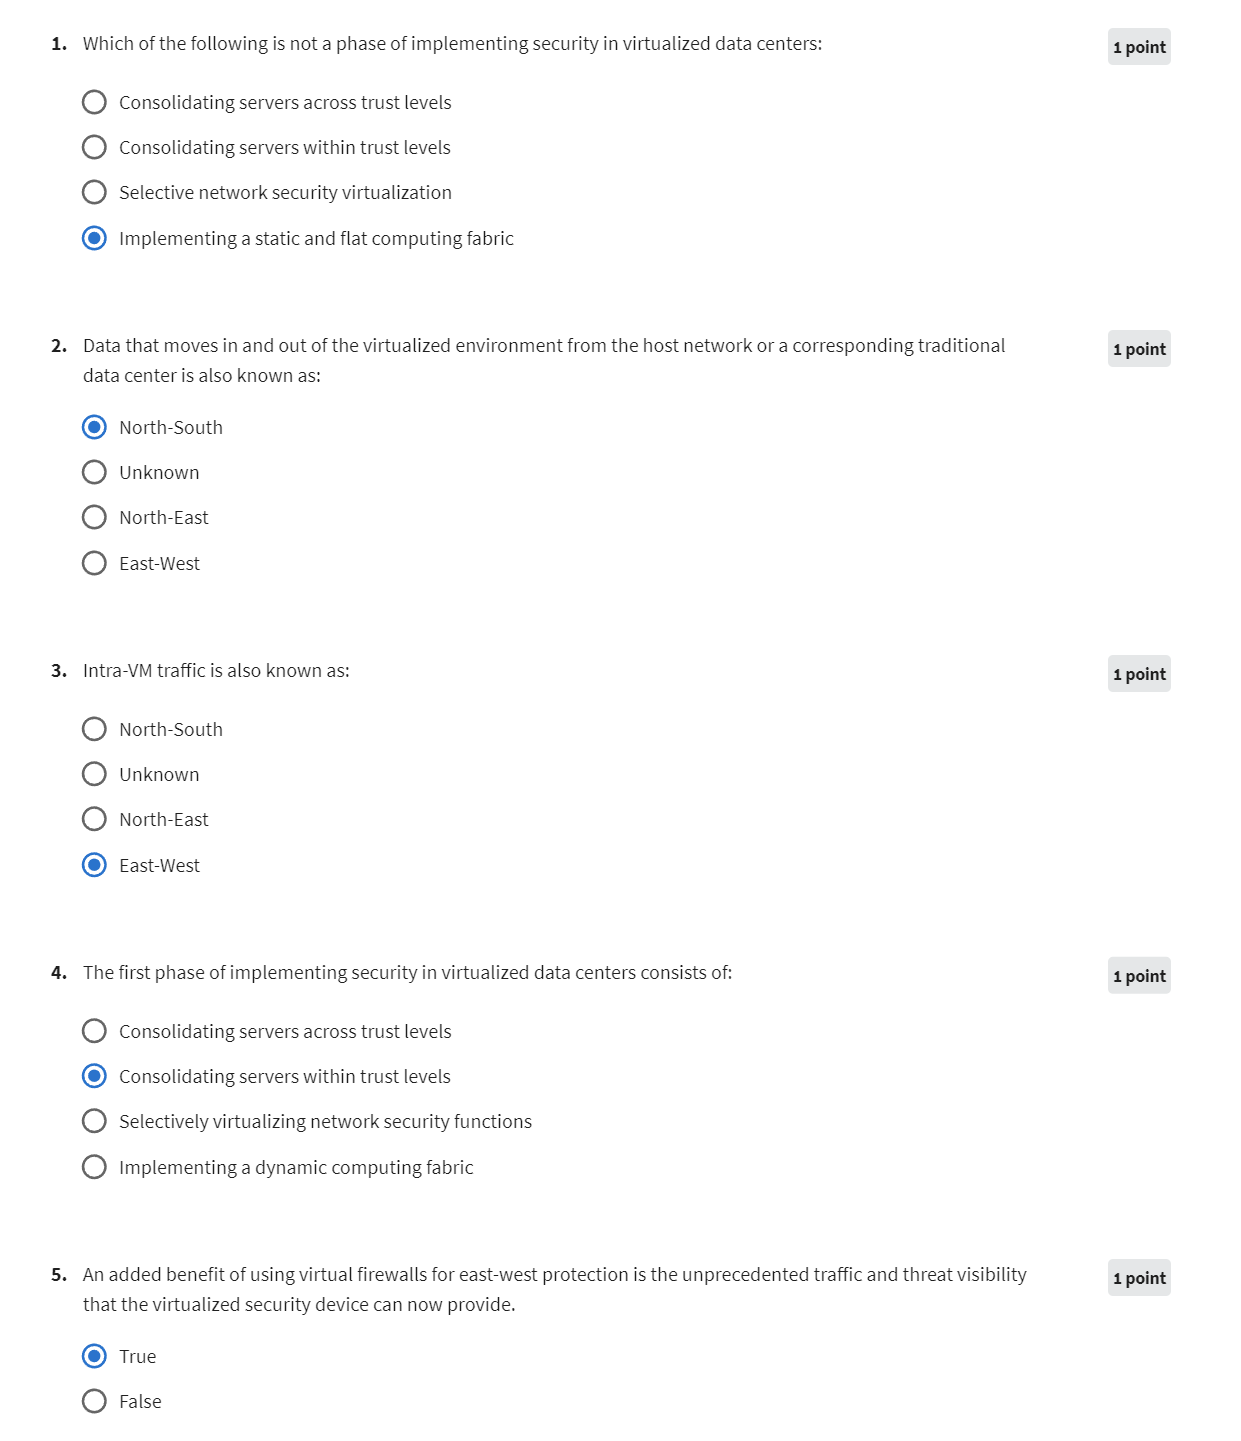 1. Which of the following is not a phase of implementing security in virtualized data centers:
1 point
Consolidating servers across trust levels
Consolidating servers within trust levels
Selective network security virtualization
Implementing a static and flat computing fabric
2. Data that moves in and out of the virtualized environment from the host network or a corresponding traditional
data center is also known as:
1 point
North-South
Unknown
North-East
East-West
3. Intra-VM traffic is also known as:
1 point
North-South
Unknown
North-East
East-West
4. The first phase of implementing security in virtualized data centers consists of:
1 point
Consolidating servers across trust levels
Consolidating servers within trust levels
Selectively virtualizing network security functions
Implementing a dynamic computing fabric
5. An added benefit of using virtual firewalls for east-west protection is the unprecedented traffic and threat visibility
that the virtualized security device can now provide.
1 point
True
False